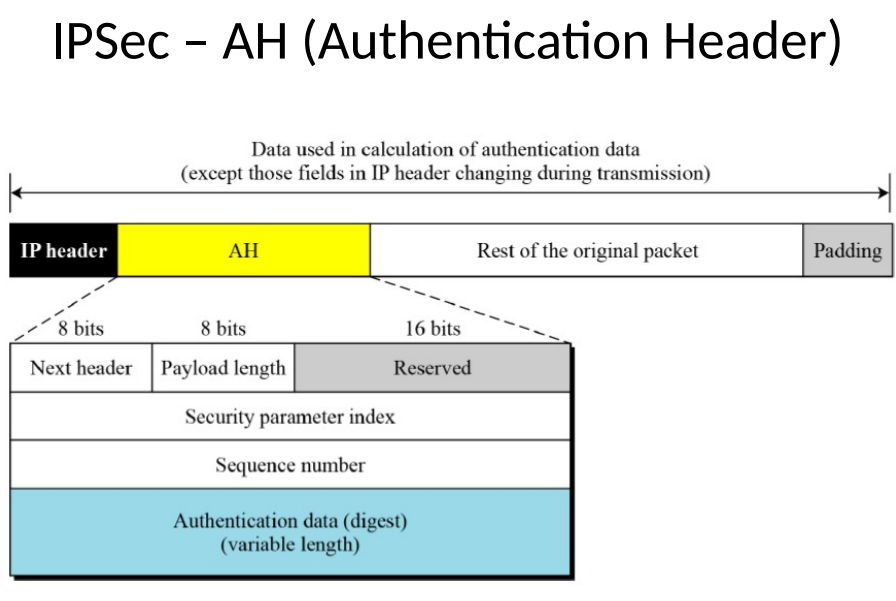 IPSec – AH (Authentication Header)
Data used in calculation of authentication data
(except those fields in IP header changing during transmission)
IP header AH Rest of the original packet Padding
8 bits 8 bits 16 bits
Next header Payload length Reserved
Security parameter index
Sequence number
Authentication data (digest)
(variable length)